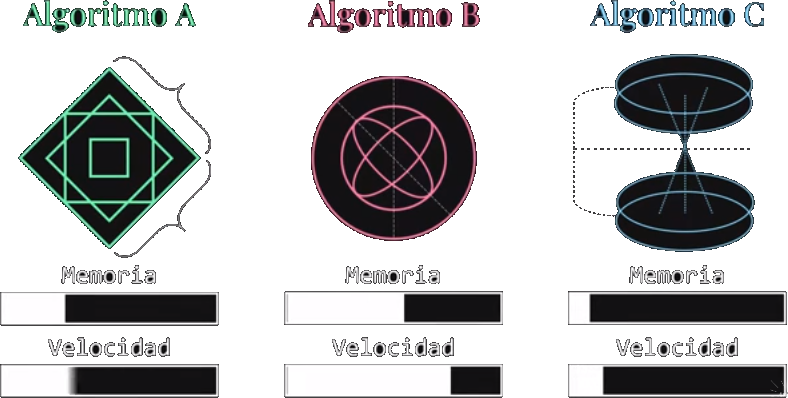 Algoritmo A
Algoritmo B
Algoritmo C
Memoria
Memoria
Memoria
Velocidad
Velocidad
Velocidad